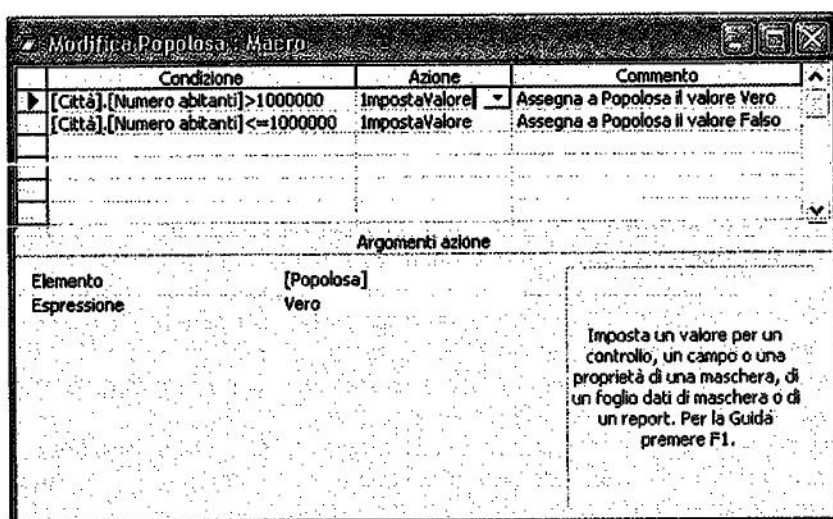 Modifica Popolosa : Macro
Condizione Azione Commento
[Città].[Numero abitanti]>1000000 ImpostaValore Assegna a Popolosa il valore Vero
[Città].[Numero abitanti]<=1000000 ImpostaValore Assegna a Popolosa il valore Falso
Argomenti azione
Elemento [Popolosa]
Espressione Vero
Imposta un valore per un
controllo, un campo o una
proprietà di una maschera, di
un foglio dati di maschera o di
un report. Per la Guida
premere F1.